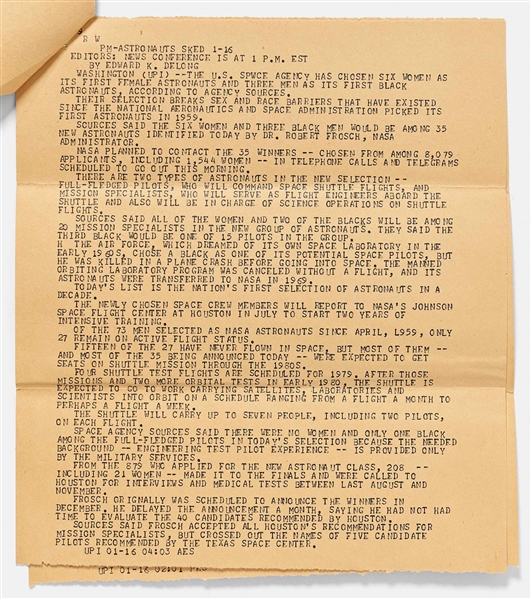 R W
PM-ASTRONAUTS SKED 1-16
EDITORS: NEWS CONFERENCE IS AT 1 P.M. EST
BY EDWARD K. DELONG
WASHINGTON (UPI) --THE U.S. SPWCE AGENCY HAS CHOSEN SIX WOMEN AS
ITS FIRST FEMALE ASTRONAUTS AND THREE MEN AS ITS FIRST BLACK
ASTRONAUTS, ACCORDING TO AGENCY SOURCES.
THEIR SELECTION BREAKS SEX AND RACE BARRIERS THAT HAVE EXISTED
SINCE THE NATIONAL AERONAUTICS AND SPACE ADMINISTRATION PICKED ITS
FIRST ASTRONAUTS IN 1959.
SOURCES SAID THE SIX WOMEN AND THREE BLACK MEN WOULD BE AMONG 35
NEW ASTRONAUTS IDENTIFIED TODAY BY DR. ROBERT FROSCH, NASA
ADMINISTRATOR.
NASA PLANNED TO CONTACT THE 35 WINNERS -- CHOSEN FROM AMONG 8,079
APPLICANTS, INCLUDING 1,544 WOMEN -- IN TELEPHONE CALLS AND TELEGRAMS
SCHEDULED TO GO OUT THIS MORNING.
THERE ARE TWO TYPES OF ASTRONAUTS IN THE NEW SELECTION --
FULL-FLEDGED PILOTS, WHO WILL COMMAND SPACE SHUTTLE FLIGHTS, AND
MISSION SPECIALISTS, WHO WILL SERVE AS FLIGHT ENGINEERS ABOARD THE
SHUTTLE AND ALSO WILL BE IN CHARGE OF SCIENCE OPERATIONS ON SHUTTLE
FLIGHTS.
SOURCES SAID ALL OF THE WOMEN AND TWO OF THE BLACKS WILL BE AMONG
20 MISSION SPECIALISTS IN THE NEW GROUP OF ASTRONAUTS. THEY SAID THE
THIRD BLACK WOULD BE ONE OF 15 PILOTS IN THE GROUP.
H THE AIR FORCE, WHICH DREAMED OF ITS OWN SPACE LABORATORY IN THE
EARLY 1980S, CHOSE A BLACK AS ONE OF ITS POTENTIAL SPACE PILOTS, BUT
HE WAS KILLED IN A PLANE CRASH BEFORE GOING INTO SPACE. THE MANNED
ORBITING LABORATORY PROGRAM WAS CANCELED WITHOUT A FLIGHT, AND ITS
ASTRONAUTS WERE TRANSFERRED TO NASA IN 1969.
TODAY'S LIST IS THE NATION'S FIRST SELECTION OF ASTRONAUTS IN A
DECADE.
THE NEWLY CHOSEN SPACE CREW MEMBERS WILL REPORT TO NASA'S JOHNSON
SPACE FLIGHT CENTER AT HOUSTON IN JULY TO START TWO YEARS OF
INTENSIVE TRAINING.
OF THE 73 MEN SELECTED AS NASA ASTRONAUTS SINCE APRIL, L959, ONLY
27 REMAIN ON ACTIVE FLIGHT STATUS.
FIFTEEN OF THE 27 HAVE NEVER FLOWN IN SPACE, BUT MOST OF THEM --
AND MOST OF THE 35 BEING ANNOUNCED TODAY -- WERE EXPECTED TO GET
SEATS ON SHUTTLE MISSION THROUGH THE 1980S.
FOUR SHUTTLE TEST FLIGHTS ARE SCHEDULED FOR 1979. AFTER THOSE
MISSIONS AND TWO MORE ORBITAL TESTS IN EARLY 1980, THE SHUTTLE IS
EXPECTED TO GO TO WORK CARRYING SATELLITES, LABORATORIES AND
SCIENTISTS INTO ORBIT ON A SCHEDULE RANGING FROM A FLIGHT A MONTH TO
PERHAPS A FLIGHT A WEEK.
THE SHUTTLE WILL CARRY UP TO SEVEN PEOPLE, INCLUDING TWO PILOTS,
ON EACH FLIGHT.
SPACE AGENCY SOURCES SAID THERE WERE NO WOMEN AND ONLY ONE BLACK
AMONG THE FULL-FLEDGED PILOTS IN TODAY'S SELECTION BECAUSE THE NEEDED
BACKGROUND -- ENGINEERING TEST PILOT EXPERIENCE -- IS PROVIDED ONLY
BY THE MILITARY SERVICES.
FROM THE 879 WHO APPLIED FOR THE NEW ASTRONAUT CLASS, 208 --
INCLUDING 21 WOMEN -- MADE IT TO THE FINALS AND WERE CALLED TO
HOUSTON FOR INTERVIEWS AND MEDICAL TESTS BETWEEN LAST AUGUST AND
NOVEMBER.
FROSCH ORIGNALLY WAS SCHEDULED TO ANNOUNCE THE WINNERS IN
DECEMBER. HE DELAYED THE ANNOUNCEMENT A MONTH, SAYING HE HAD NOT HAD
TIME TO EVALUATE THE 40 CANDIDATES RECOMMENDED BY HOUSTON.
SOURCES SAID FROSCH ACCEPTED ALL HOUSTON'S RECOMMENDATIONS FOR
MISSION SPECIALISTS, BUT CROSSED OUT THE NAMES OF FIVE CANDIDATE
PILOTS RECOMMENDED BY THE TEXAS SPACE CENTER.
UPI 01-16 04:03 AES
UPI 01-16 02:01